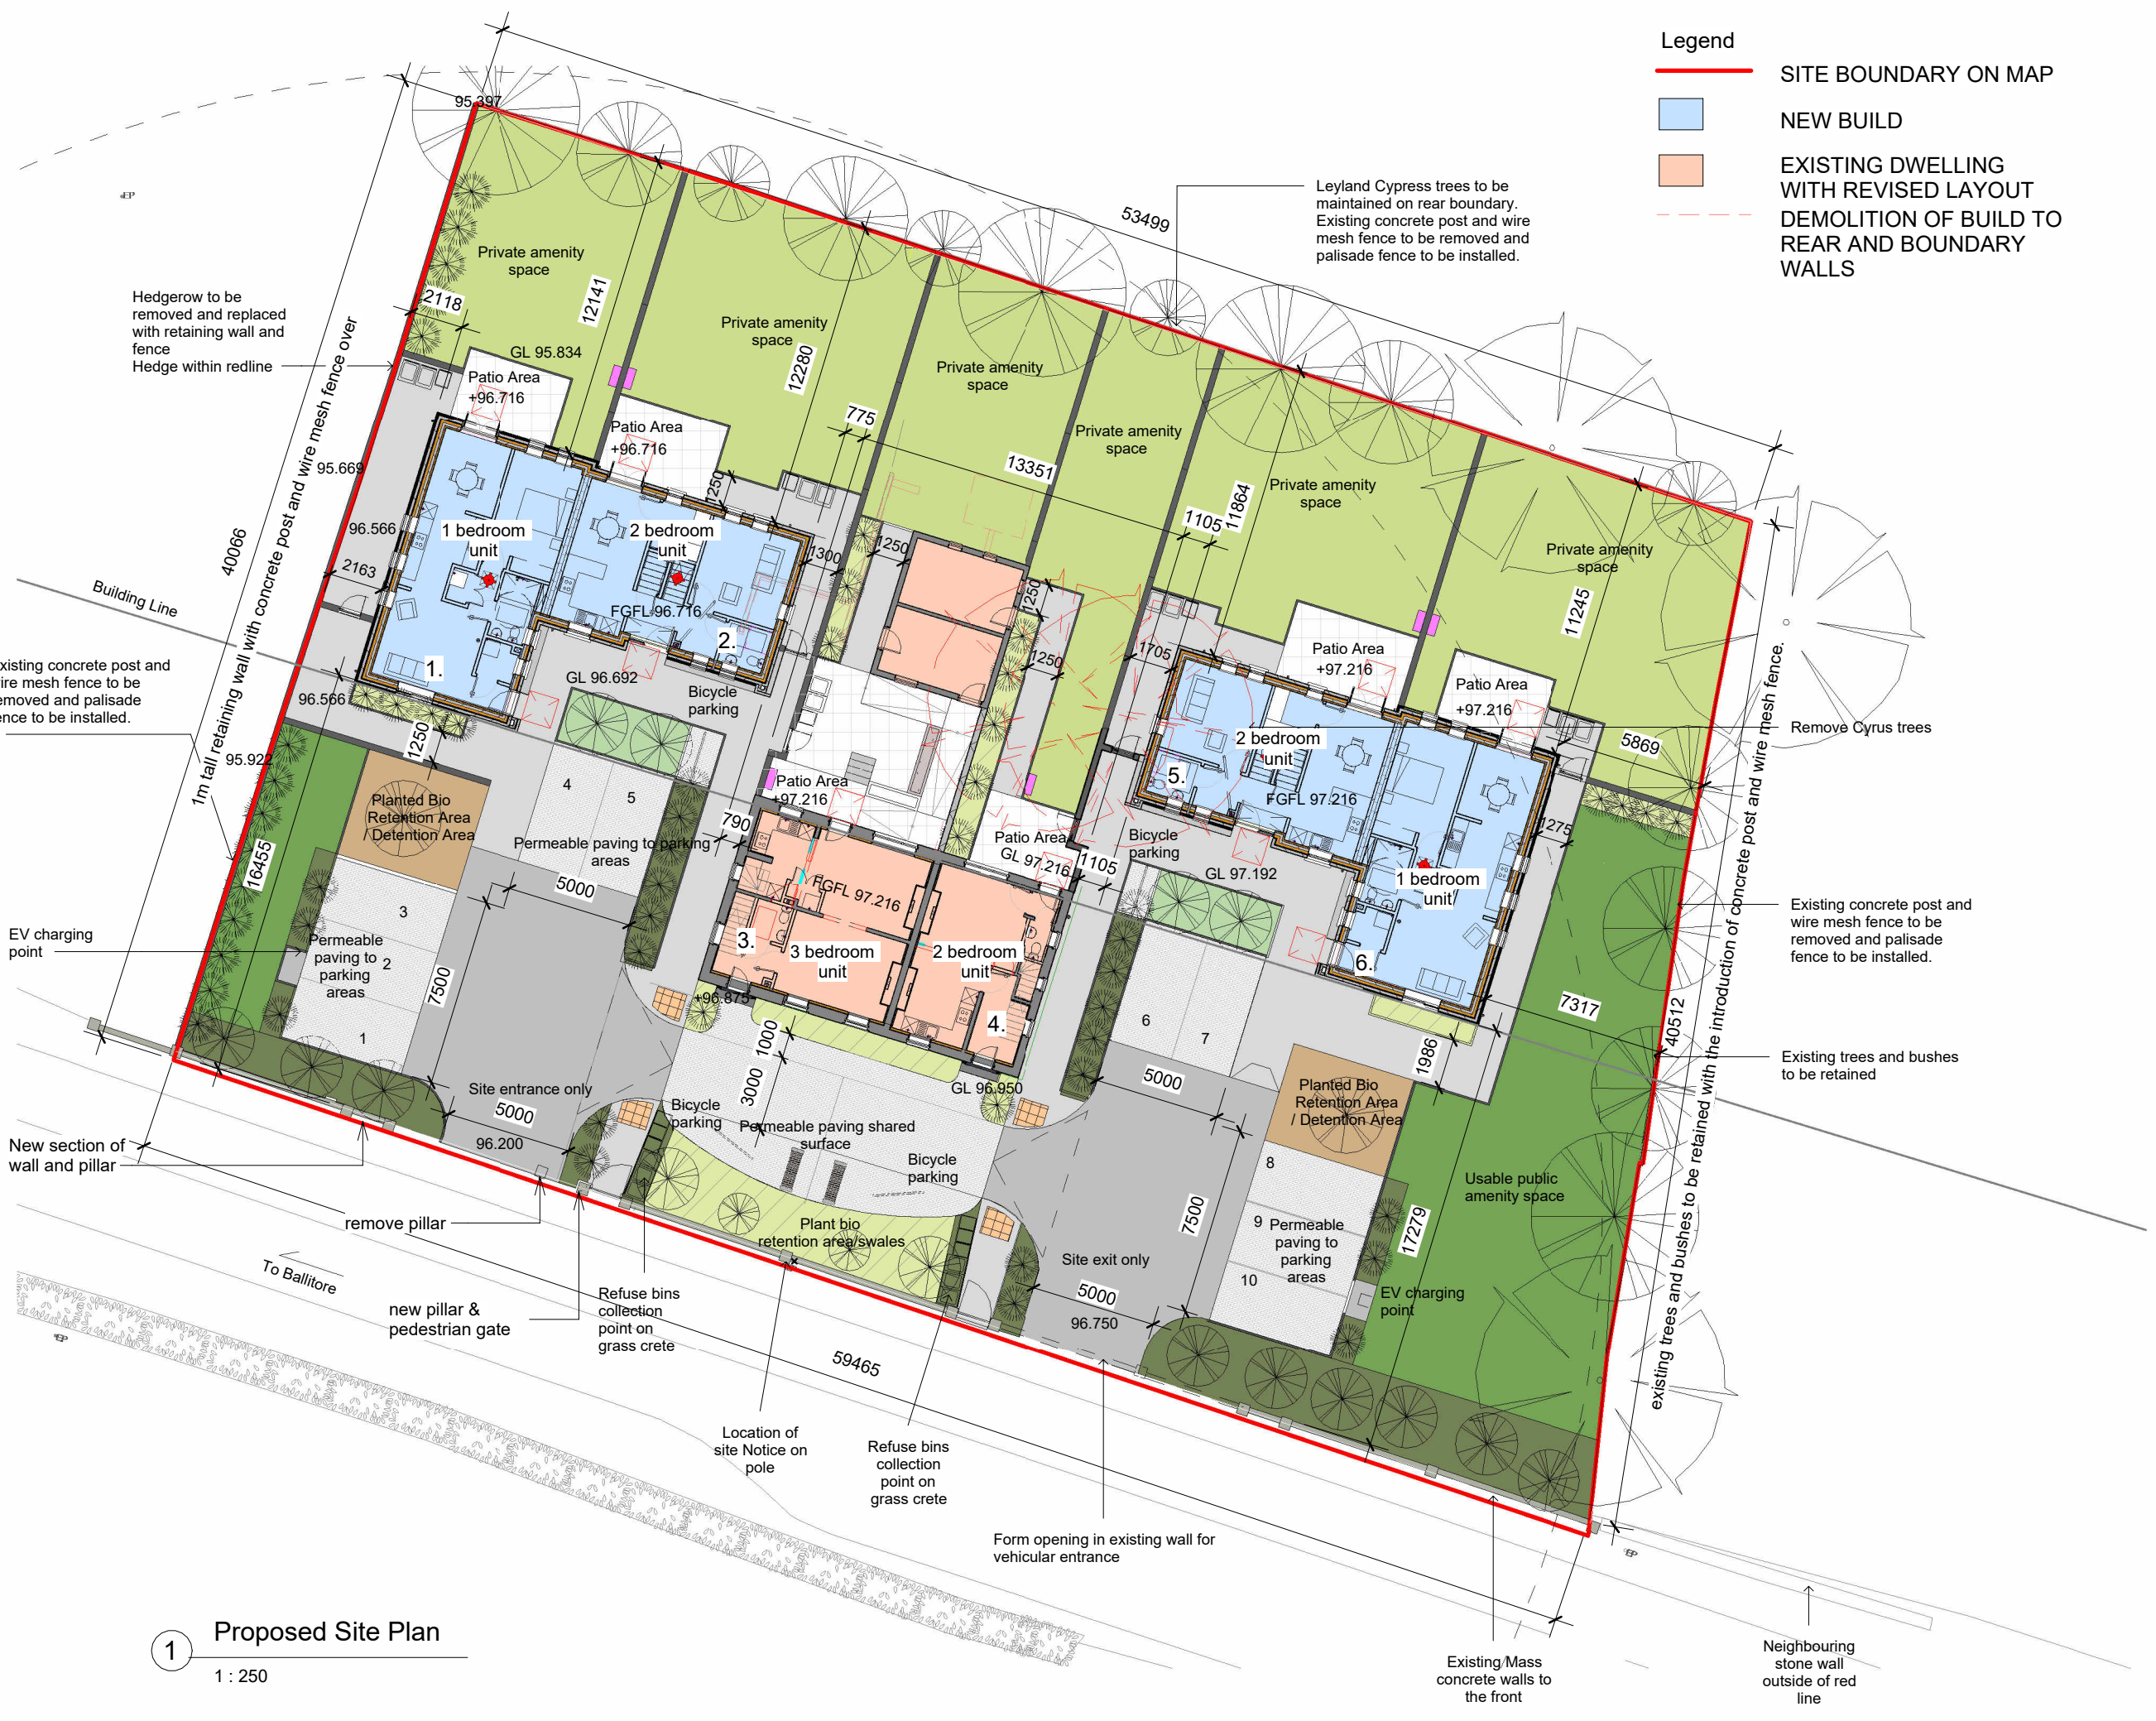 Legend
SITE BOUNDARY ON MAP
NEW BUILD
EXISTING DWELLING
WITH REVISED LAYOUT
DEMOLITION OF BUILD TO
REAR AND BOUNDARY
WALLS
95.397
53499
Leyland Cypress trees to be
maintained on rear boundary.
Existing concrete post and wire
mesh fence to be removed and
palisade fence to be installed.
Hedgerow to be
removed and replaced
with retaining wall and
fence
Hedge within redline
1m tall retaining wall with concrete post and wire mesh fence over
40066
Private amenity
space
2118
12141
GL 95.834
Patio Area
+96.716
Private amenity
space
12280
Patio Area
+96.716
1250
775
Private amenity
space
13351
Private amenity
space
Private amenity
space
1105
11864
Private amenity
space
11245
95.669
96.566
2163
1 bedroom
unit
1.
2 bedroom
unit
FGFL 96.716
2.
1300
1250
1250
1250
Building Line
96.566
95.922
GL 96.692
Bicycle
parking
1250
existing concrete post and
wire mesh fence to be
removed and palisade
fence to be installed.
Planted Bio
Retention Area
/ Detention Area
4
5
Permeable paving to parking
areas
790
5000
16455
EV charging
point
3
2
1
Permeable
paving to
parking
areas
7500
Patio Area
+97.216
FGFL 97.216
3.
3 bedroom
unit
2 bedroom
unit
4.
+96.875
Patio Area
GL 97.216
1105
1705
Patio Area
+97.216
Patio Area
+97.216
2 bedroom
unit
5.
FGFL 97.216
Remove Cyrus trees
5869
1275
Bicycle
parking
GL 97.192
1 bedroom
unit
6.
Existing concrete post and
wire mesh fence to be
removed and palisade
fence to be installed.
7317
40512
existing trees and bushes to be retained with the introduction of concrete post and wire mesh fence.
Existing trees and bushes
to be retained
6
7
5000
1986
1000
3000
GL 96.950
Site entrance only
5000
96.200
Bicycle
parking
Permeable paving shared
surface
Bicycle
parking
Plant bio
retention area/swales
Planted Bio
Retention Area
/ Detention Area
8
9
10
Permeable
paving to
parking
areas
7500
17279
Usable public
amenity space
EV charging
point
Site exit only
5000
96.750
New section of
wall and pillar
remove pillar
To Ballitore
new pillar &
pedestrian gate
Refuse bins
collection
point on
grass crete
59465
Location of
site Notice on
pole
Refuse bins
collection
point on
grass crete
Form opening in existing wall for
vehicular entrance
Existing Mass
concrete walls to
the front
Neighbouring
stone wall
outside of red
line
1
Proposed Site Plan
1 : 250